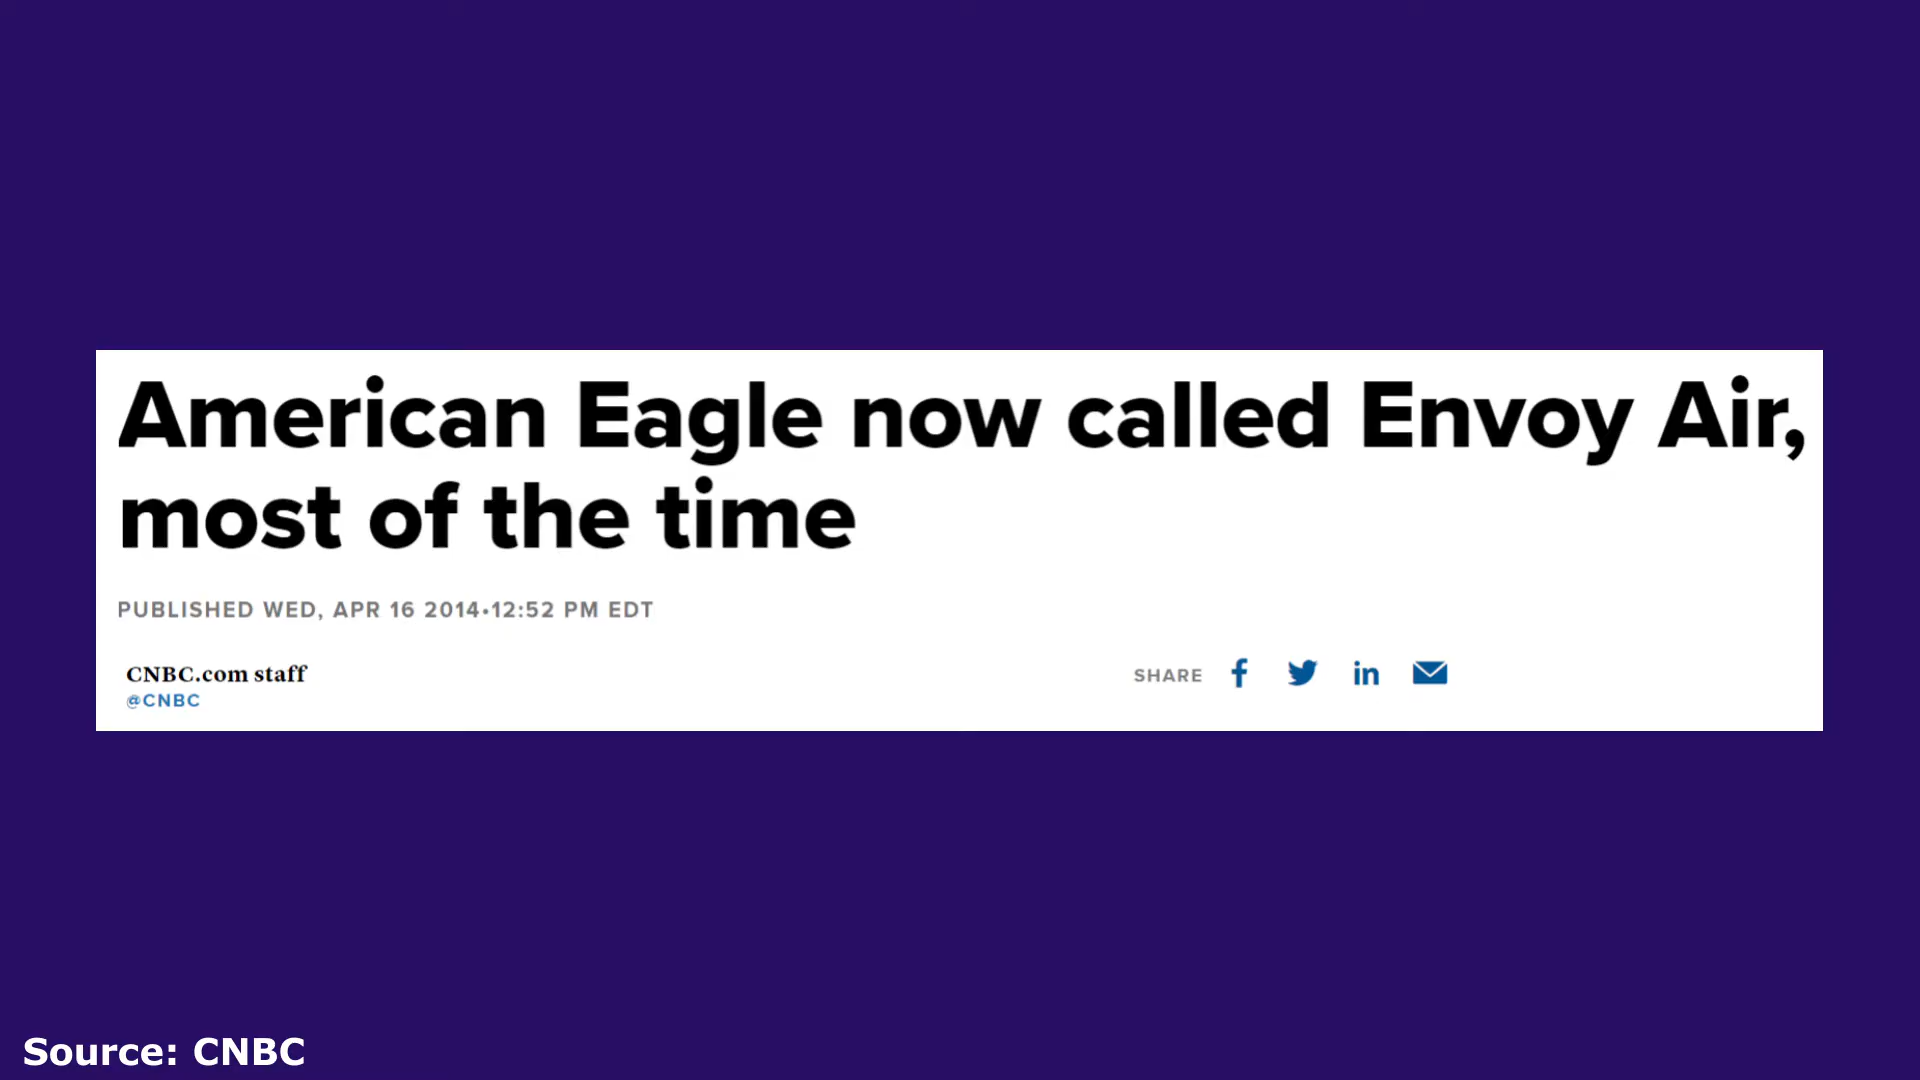 American Eagle now called Envoy Air,
most of the time
PUBLISHED WED, APR 16 2014•12:52 PM EDT
CNBC.com staff
@CNBC
SHARE
Source: CNBC